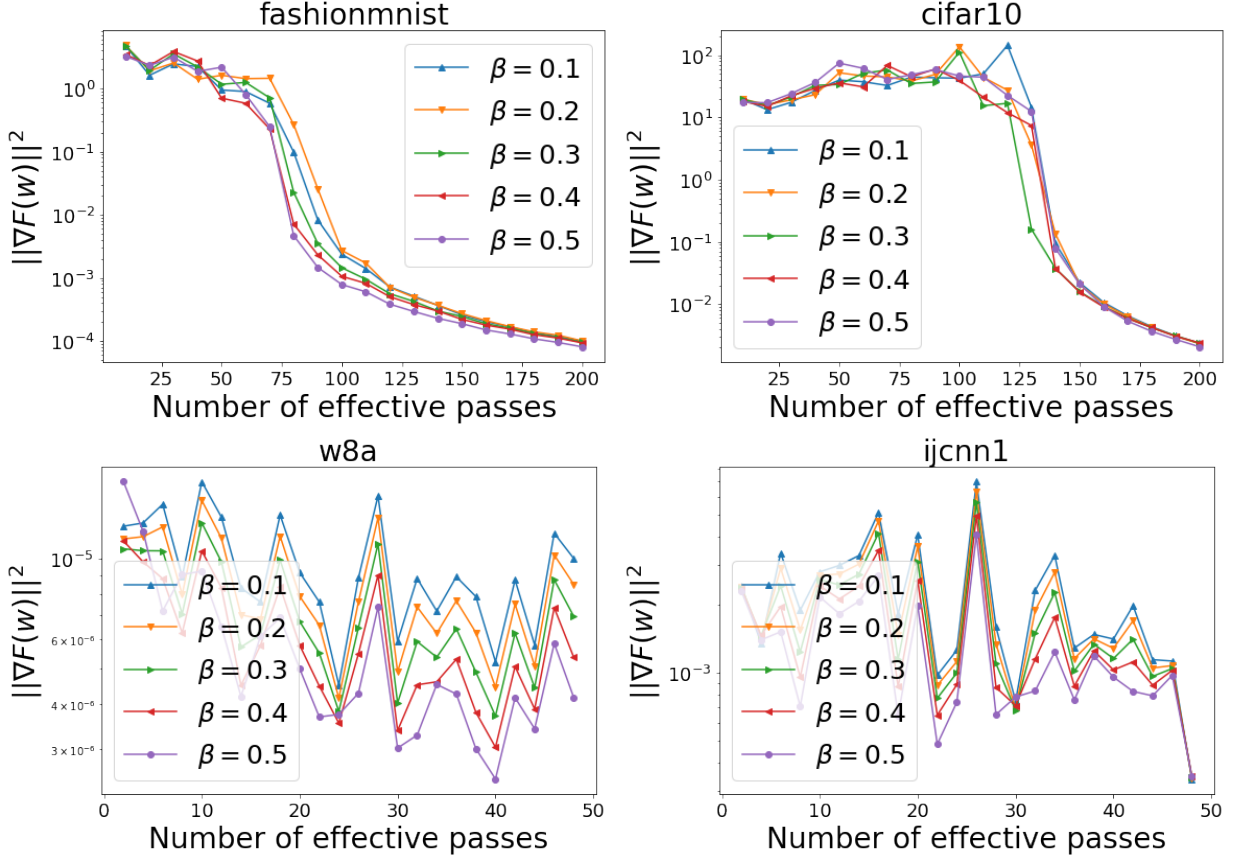 fashionmnist
10⁰
10⁻¹
10⁻²
10⁻³
10⁻⁴
||∇F(w)||²
β = 0.1
β = 0.2
β = 0.3
β = 0.4
β = 0.5
25 50 75 100 125 150 175 200
Number of effective passes
cifar10
10²
10¹
10⁰
10⁻¹
10⁻²
||∇F(w)||²
β = 0.1
β = 0.2
β = 0.3
β = 0.4
β = 0.5
25 50 75 100 125 150 175 200
Number of effective passes
w8a
10⁻⁵
6 × 10⁻⁶
4 × 10⁻⁶
3 × 10⁻⁶
||∇F(w)||²
β = 0.1
β = 0.2
β = 0.3
β = 0.4
β = 0.5
0 10 20 30 40 50
Number of effective passes
ijcnn1
10⁻³
||∇F(w)||²
β = 0.1
β = 0.2
β = 0.3
β = 0.4
β = 0.5
0 10 20 30 40 50
Number of effective passes